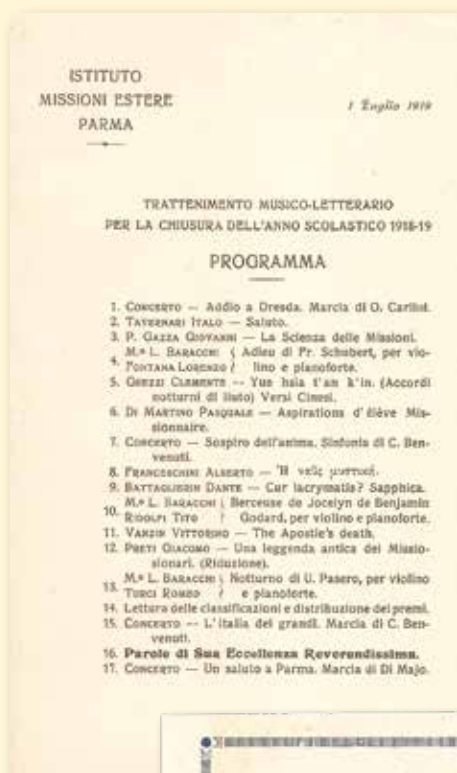 ISTITUTO
MISSIONI ESTERE
PARMA
1 Luglio 1919
TRATTENIMENTO MUSICO-LETTERARIO
PER LA CHIUSURA DELL'ANNO SCOLASTICO 1918-19
PROGRAMMA
1. CONCERTO — Addio a Dresda. Marcia di O. Carlini.
2. TAVERNARI ITALO — Saluto.
3. P. GAZZA GIOVANNI — La Scienza delle Missioni.
4. M.º L. BARACCHI ( Adieu di Fr. Schubert, per vio-
FONTANA LORENZO ) lino e pianoforte.
5. GHEZZI CLEMENTE — Yue hsia t'an k'in. (Accordi
notturni di liuto) Versi Cinesi.
6. DI MARTINO PASQUALE — Aspirations d'élève Mis-
sionnaire.
7. CONCERTO — Sospiro dell'anima. Sinfonia di C. Ben-
venuti.
8. FRANCESCHINI ALBERTO — Ἡ ναῦς μυστική.
9. BATTAGLIERIN DANTE — Cur lacrymatis? Sapphica.
10. M.º L. BARACCHI ( Berceuse de Jocelyn de Benjamin
RIDOLFI TITO ) Godard, per violino e pianoforte.
11. VANZIN VITTORINO — The Apostle's death.
12. PRETI GIACOMO — Una leggenda antica dei Missio-
sionari. (Riduzione).
13. M.º L. BARACCHI ( Notturno di U. Pasero, per violino
TURCI ROMEO ) e pianoforte.
14. Lettura delle classificazioni e distribuzione dei premi.
15. CONCERTO — L'Italia dei grandi. Marcia di C. Ben-
venuti.
16. Parole di Sua Eccellenza Reverendissima.
17. CONCERTO — Un saluto a Parma. Marcia di Di Majo.